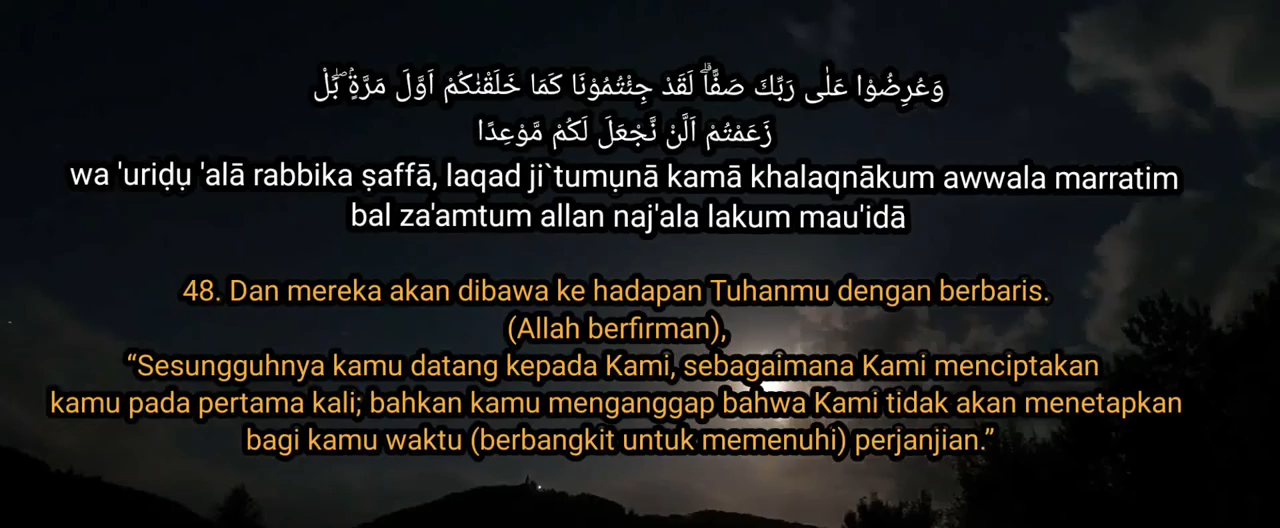 وَعُرِضُوْا عَلٰى رَبِّكَ صَفًّاۗ لَقَدْ جِئْتُمُوْنَا كَمَا خَلَقْنٰكُمْ اَوَّلَ مَرَّةٍۢ ۖبَلْ
زَعَمْتُمْ اَلَّنْ نَّجْعَلَ لَكُمْ مَّوْعِدًا
wa 'uriḍụ 'alā rabbika ṣaffā, laqad ji`tumụnā kamā khalaqnākum awwala marratim
bal za'amtum allan naj'ala lakum mau'idā
48. Dan mereka akan dibawa ke hadapan Tuhanmu dengan berbaris.
(Allah berfirman),
“Sesungguhnya kamu datang kepada Kami, sebagaimana Kami menciptakan
kamu pada pertama kali; bahkan kamu menganggap bahwa Kami tidak akan menetapkan
bagi kamu waktu (berbangkit untuk memenuhi) perjanjian.”